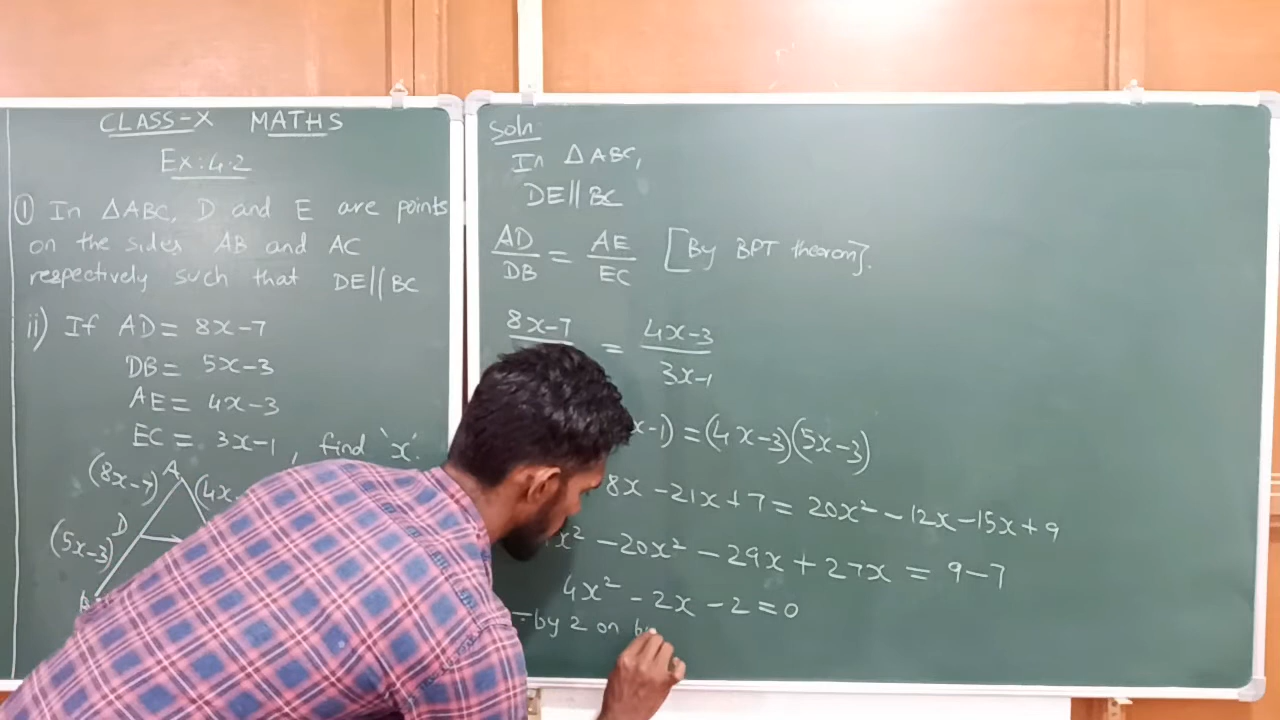 CLASS-X MATHS
Ex:4.2
① In △ABC, D and E are points
on the sides AB and AC
respectively such that DE||BC
ii) If AD = 8x-7
DB = 5x-3
AE = 4x-3
EC = 3x-1, find 'x'.
(8x-7) A (4x-
(5x-3) D
B
Soln
In △ABC,
DE||BC
AD/DB = AE/EC [By BPT theorem].
8x-7 = 4x-3/3x-1
x-1) = (4x-3)(5x-3)
8x - 21x + 7 = 20x² - 12x - 15x + 9
x² - 20x² - 29x + 27x = 9-7
4x² - 2x - 2 = 0
÷ by 2 on